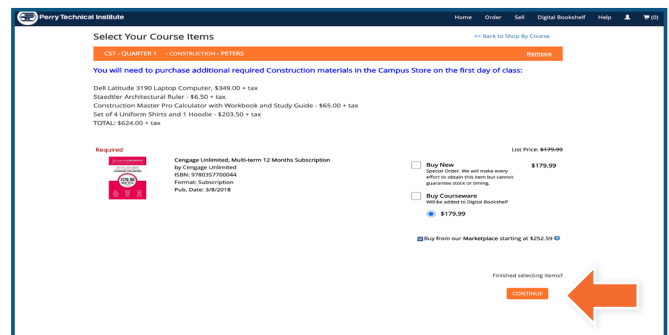 Perry Technical Institute
Home Order Sell Digital Bookshelf Help (0)
Select Your Course Items
<< Back to Shop By Course
CST - QUARTER 1 - CONSTRUCTION - PETERS Remove
You will need to purchase additional required Construction materials in the Campus Store on the first day of class:
Dell Latitude 3190 Laptop Computer, $349.00 + tax
Staedtler Architectural Ruler - $6.50 + tax
Construction Master Pro Calculator with Workbook and Study Guide - $65.00 + tax
Set of 4 Uniform Shirts and 1 Hoodie - $203.50 + tax
TOTAL: $624.00 + tax
Required
List Price: $179.99
Cengage Unlimited, Multi-term 12 Months Subscription
by Cengage Unlimited
ISBN: 9780357700044
Format: Subscription
Pub. Date: 3/8/2018
Buy New $179.99
Special Order. We will make every
effort to obtain this item but cannot
guarantee stock or timing.
Buy Courseware
Will be added to Digital Bookshelf
$179.99
Buy from our Marketplace starting at $252.59
Finished selecting items?
CONTINUE